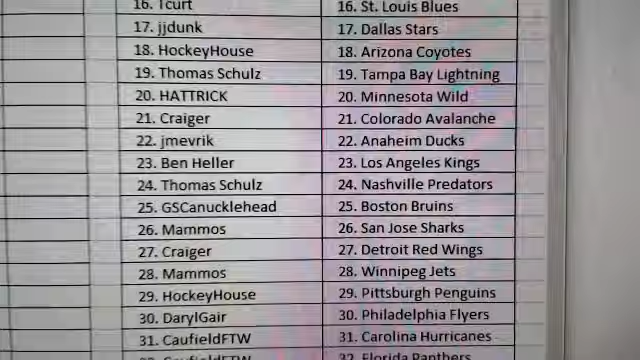 16. Tcurt 16. St. Louis Blues
17. jjdunk 17. Dallas Stars
18. HockeyHouse 18. Arizona Coyotes
19. Thomas Schulz 19. Tampa Bay Lightning
20. HATTRICK 20. Minnesota Wild
21. Craiger 21. Colorado Avalanche
22. jmevrik 22. Anaheim Ducks
23. Ben Heller 23. Los Angeles Kings
24. Thomas Schulz 24. Nashville Predators
25. GSCanucklehead 25. Boston Bruins
26. Mammos 26. San Jose Sharks
27. Craiger 27. Detroit Red Wings
28. Mammos 28. Winnipeg Jets
29. HockeyHouse 29. Pittsburgh Penguins
30. DarylGair 30. Philadelphia Flyers
31. CaufieldFTW 31. Carolina Hurricanes
32. CaufieldFTW 32. Florida Panthers